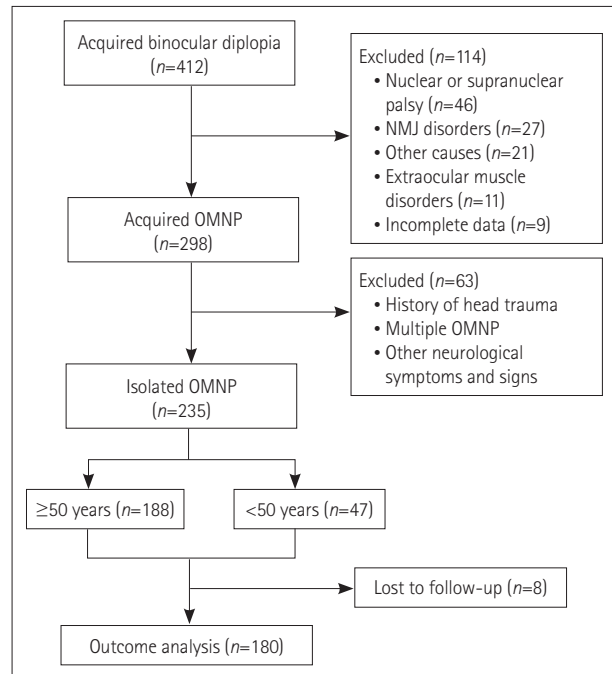 Acquired binocular diplopia
(n=412)
Excluded (n=114)
• Nuclear or supranuclear
palsy (n=46)
• NMJ disorders (n=27)
• Other causes (n=21)
• Extraocular muscle
disorders (n=11)
• Incomplete data (n=9)
Acquired OMNP
(n=298)
Excluded (n=63)
• History of head trauma
• Multiple OMNP
• Other neurological
symptoms and signs
Isolated OMNP
(n=235)
≥50 years (n=188)
<50 years (n=47)
Lost to follow-up (n=8)
Outcome analysis (n=180)